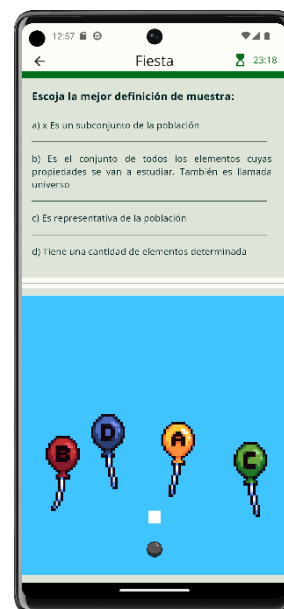 12:57
Fiesta
23:18
Escoja la mejor definición de muestra:
a) x Es un subconjunto de la población
b) Es el conjunto de todos los elementos cuyas
propiedades se van a estudiar. También es llamada
universo
c) Es representativa de la población
d) Tiene una cantidad de elementos determinada
B D A C